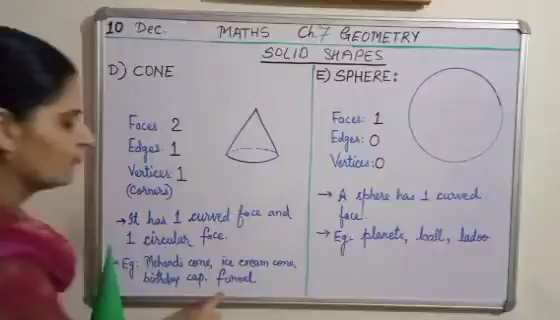 10 Dec. MATHS Ch.7 GEOMETRY
SOLID SHAPES
D) CONE
Faces 2
Edges 1
Vertices 1
(corners)
→ It has 1 curved face and
1 circular face.
→ Eg: Mehandi cone, ice cream cone,
birthday cap. funnel
E) SPHERE:
Faces: 1
Edges: 0
Vertices: 0
→ A sphere has 1 curved
face.
→ Eg. planets, ball, ladoo